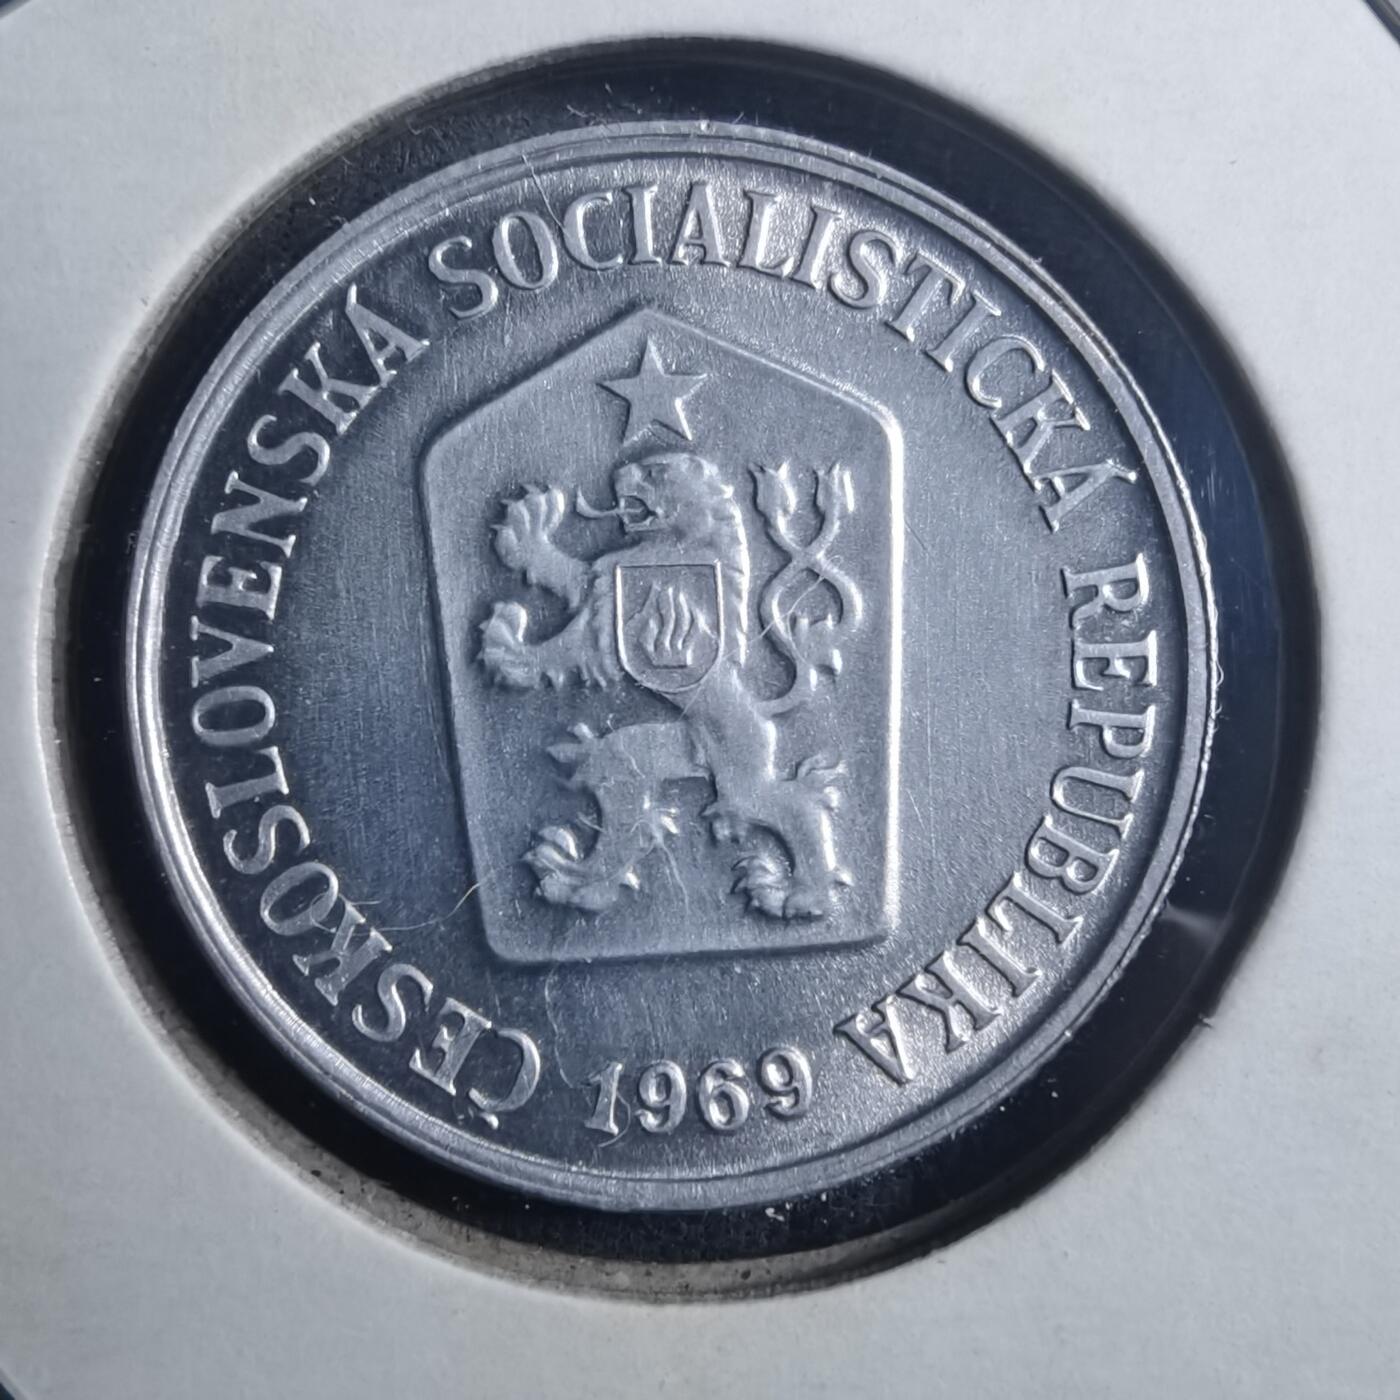 ČESKOSLOVENSKÁ SOCIALISTICKÁ REPUBLIKA
1969